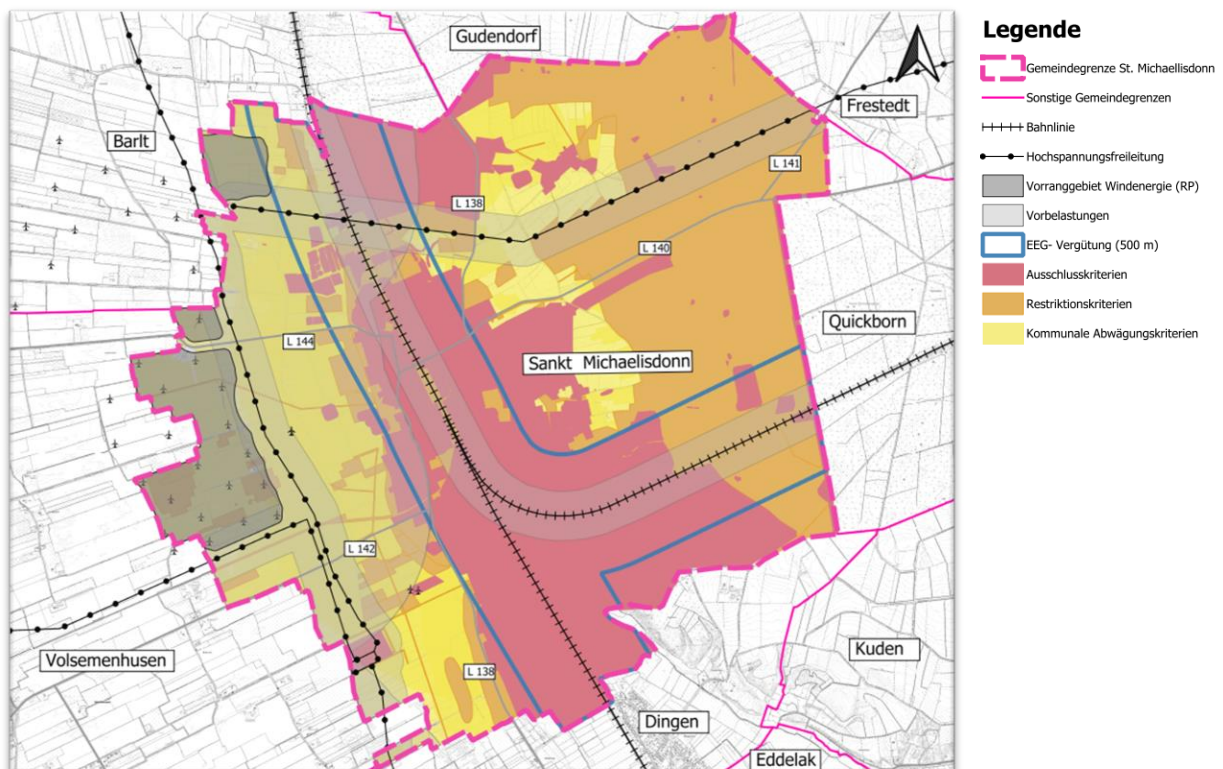 Gudendorf
Frestedt
Barlt
L 141
L 138
L 140
Quickborn
L 144
Sankt Michaelisdonn
L 142
Volsemenhusen
L 138
Kuden
Dingen
Eddelak
Legende
Gemeindegrenze St. Michaellisdonn
Sonstige Gemeindegrenzen
Bahnlinie
Hochspannungsfreileitung
Vorranggebiet Windenergie (RP)
Vorbelastungen
EEG- Vergütung (500 m)
Ausschlusskriterien
Restriktionskriterien
Kommunale Abwägungskriterien